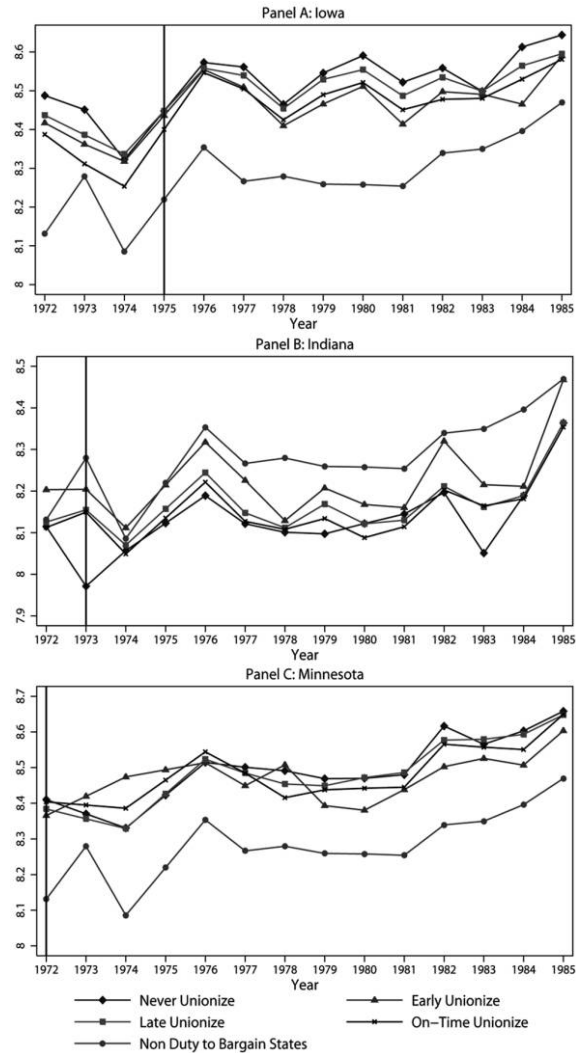 Panel A: Iowa
8.6
8.5
8.4
8.3
8.2
8.1
8
1972 1973 1974 1975 1976 1977 1978 1979 1980 1981 1982 1983 1984 1985
Year
Panel B: Indiana
8.5
8.4
8.3
8.2
8.1
8
7.9
1972 1973 1974 1975 1976 1977 1978 1979 1980 1981 1982 1983 1984 1985
Year
Panel C: Minnesota
8.7
8.6
8.5
8.4
8.3
8.2
8.1
8
1972 1973 1974 1975 1976 1977 1978 1979 1980 1981 1982 1983 1984 1985
Year
Never Unionize Early Unionize
Late Unionize On-Time Unionize
Non Duty to Bargain States